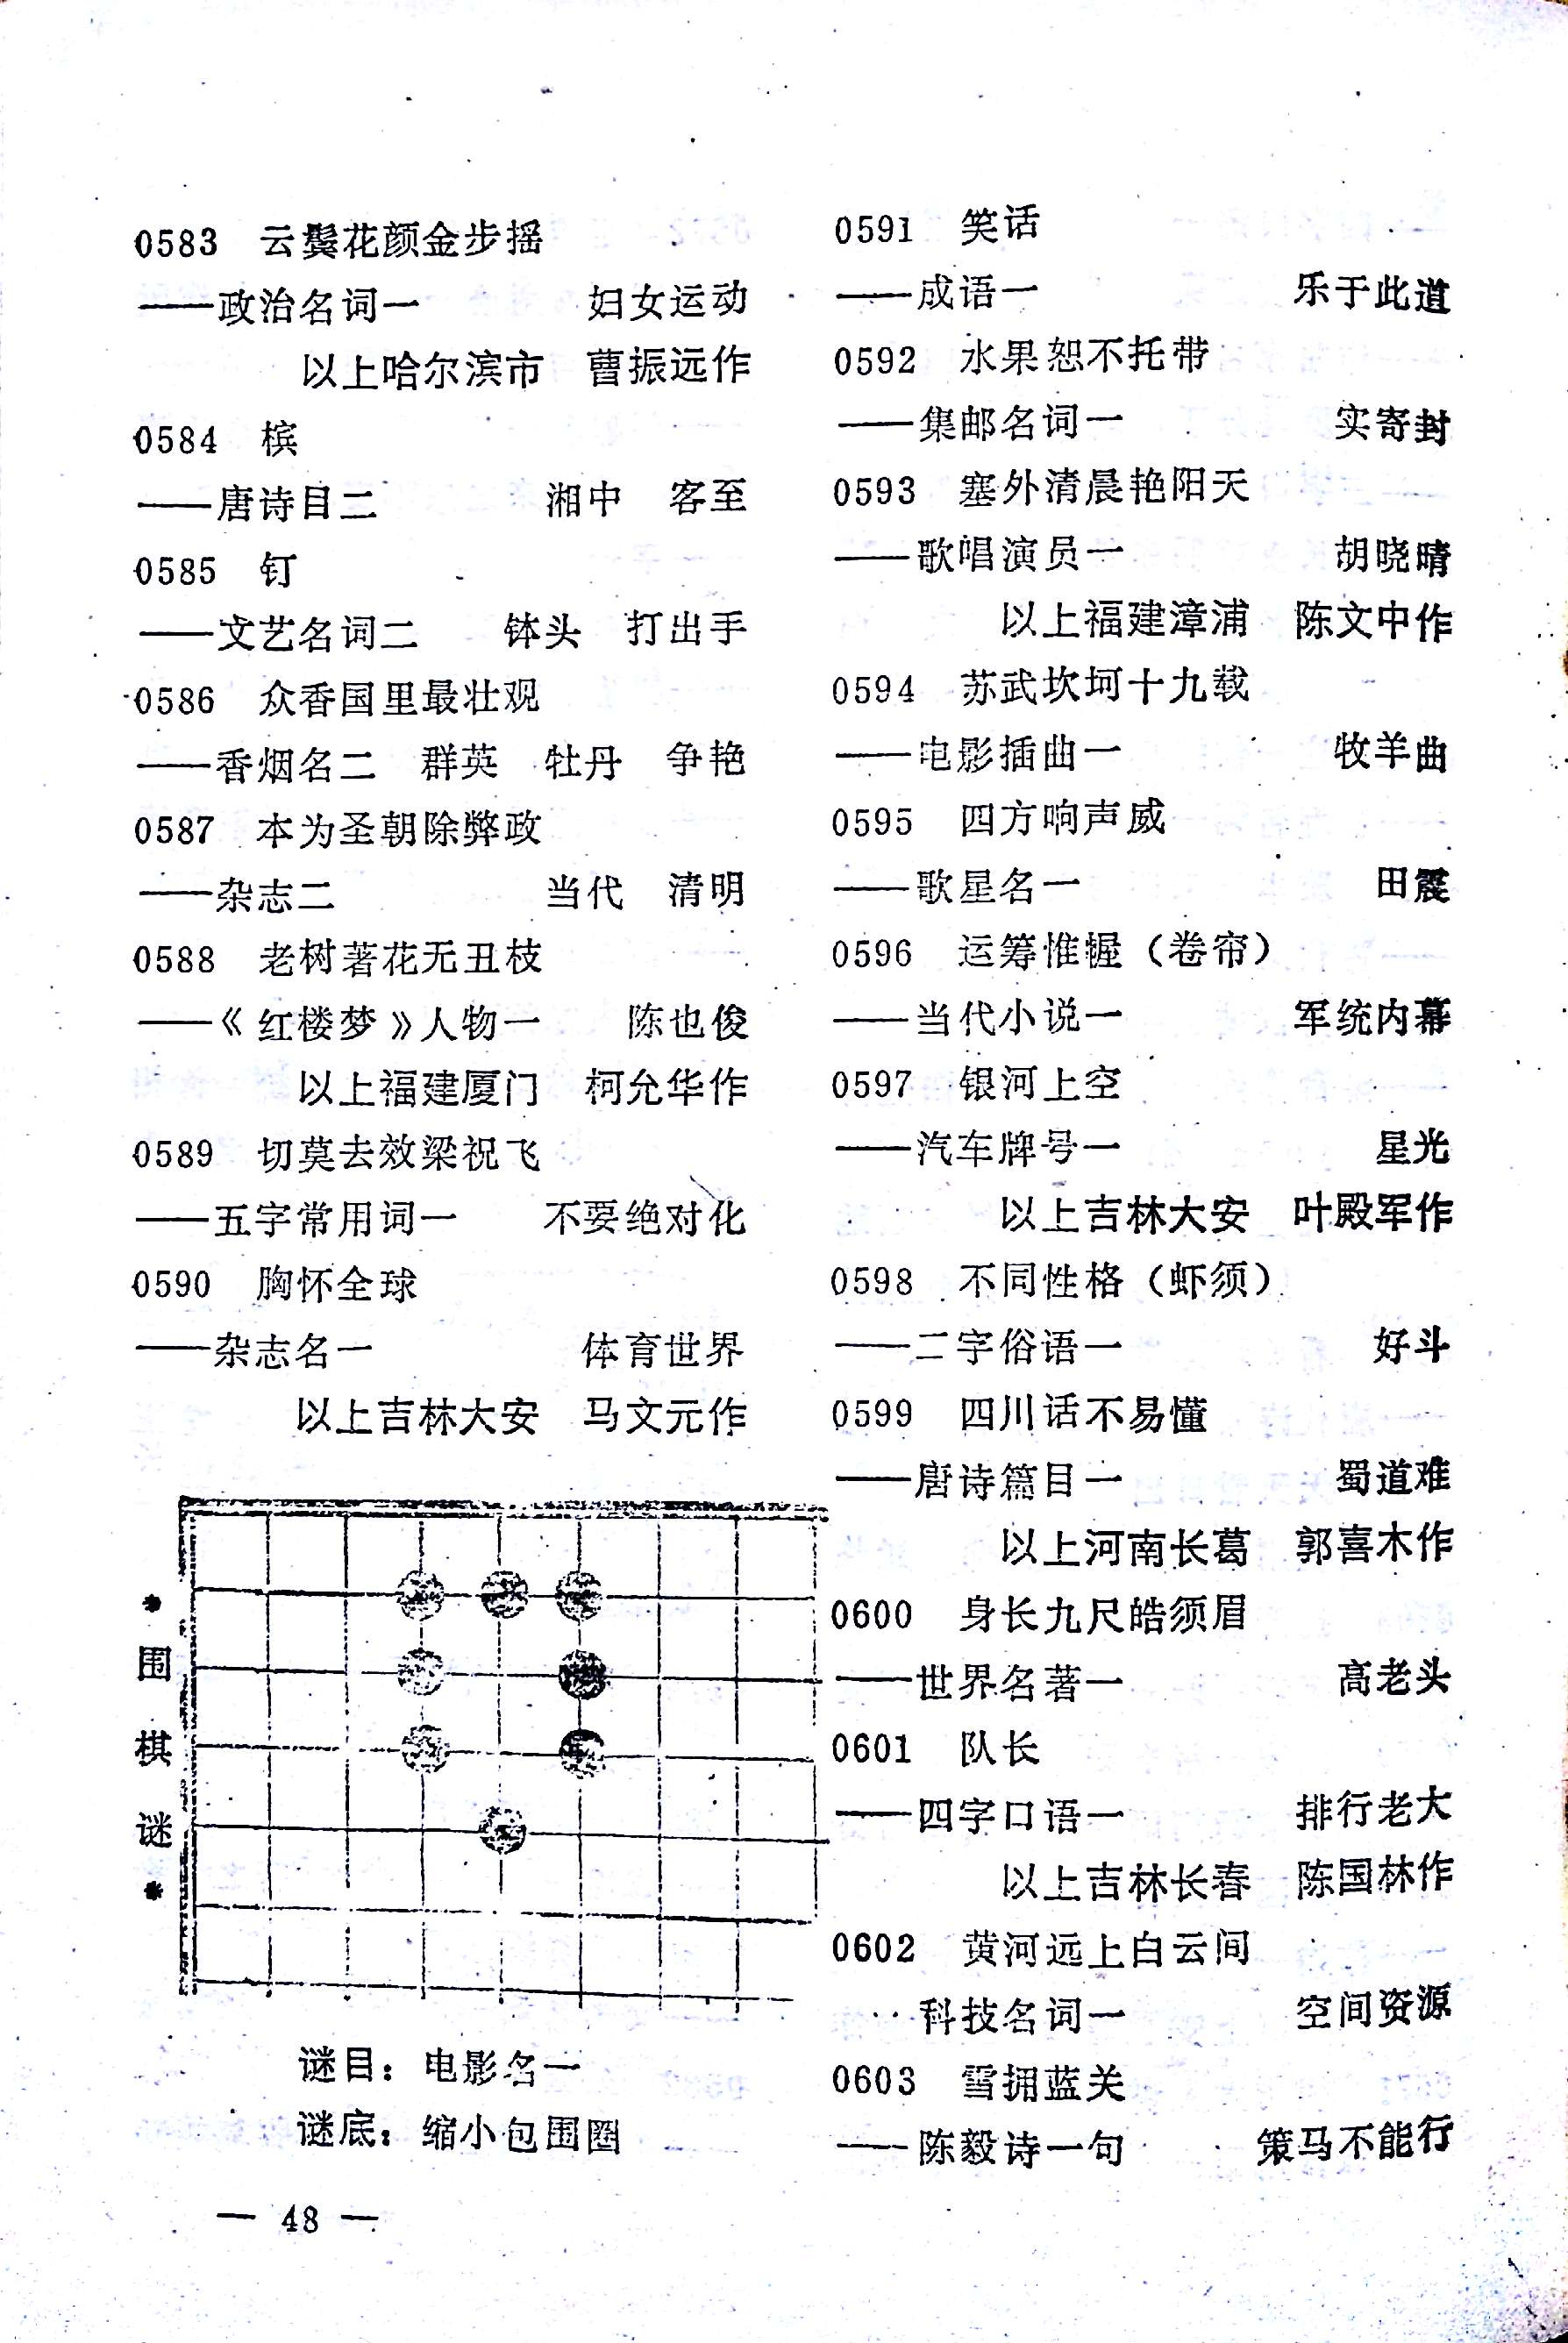 0583 云鬓花颜金步摇
——政治名词一 妇女运动
以上哈尔滨市 曹振远作
0584 槟
——唐诗目二 湘中 客至
0585 钉
——文艺名词二 钵头 打出手
0586 众香国里最壮观
——香烟名二 群英 牡丹 争艳
0587 本为圣朝除弊政
——杂志二 当代 清明
0588 老树著花无丑枝
——《红楼梦》人物一 陈也俊
以上福建厦门 柯允华作
0589 切莫去效梁祝飞
——五字常用词一 不要绝对化
0590 胸怀全球
——杂志名一 体育世界
以上吉林大安 马文元作
*围棋谜*
谜目：电影名一
谜底：缩小包围圈
— 48 —
0591 笑话
——成语一 乐于此道
0592 水果恕不托带
——集邮名词一 实寄封
0593 塞外清晨艳阳天
——歌唱演员一 胡晓晴
以上福建漳浦 陈文中作
0594 苏武坎坷十九载
——电影插曲一 牧羊曲
0595 四方响声威
——歌星名一 田震
0596 运筹惟幄（卷帘）
——当代小说一 军统内幕
0597 银河上空
——汽车牌号一 星光
以上吉林大安 叶殿军作
0598 不同性格（虾须）
——二字俗语一 好斗
0599 四川话不易懂
——唐诗篇目一 蜀道难
以上河南长葛 郭喜木作
0600 身长九尺皓须眉
——世界名著一 高老头
0601 队长
——四字口语一 排行老大
以上吉林长春 陈国林作
0602 黄河远上白云间
科技名词一 空间资源
0603 雪拥蓝关
——陈毅诗一句 策马不能行